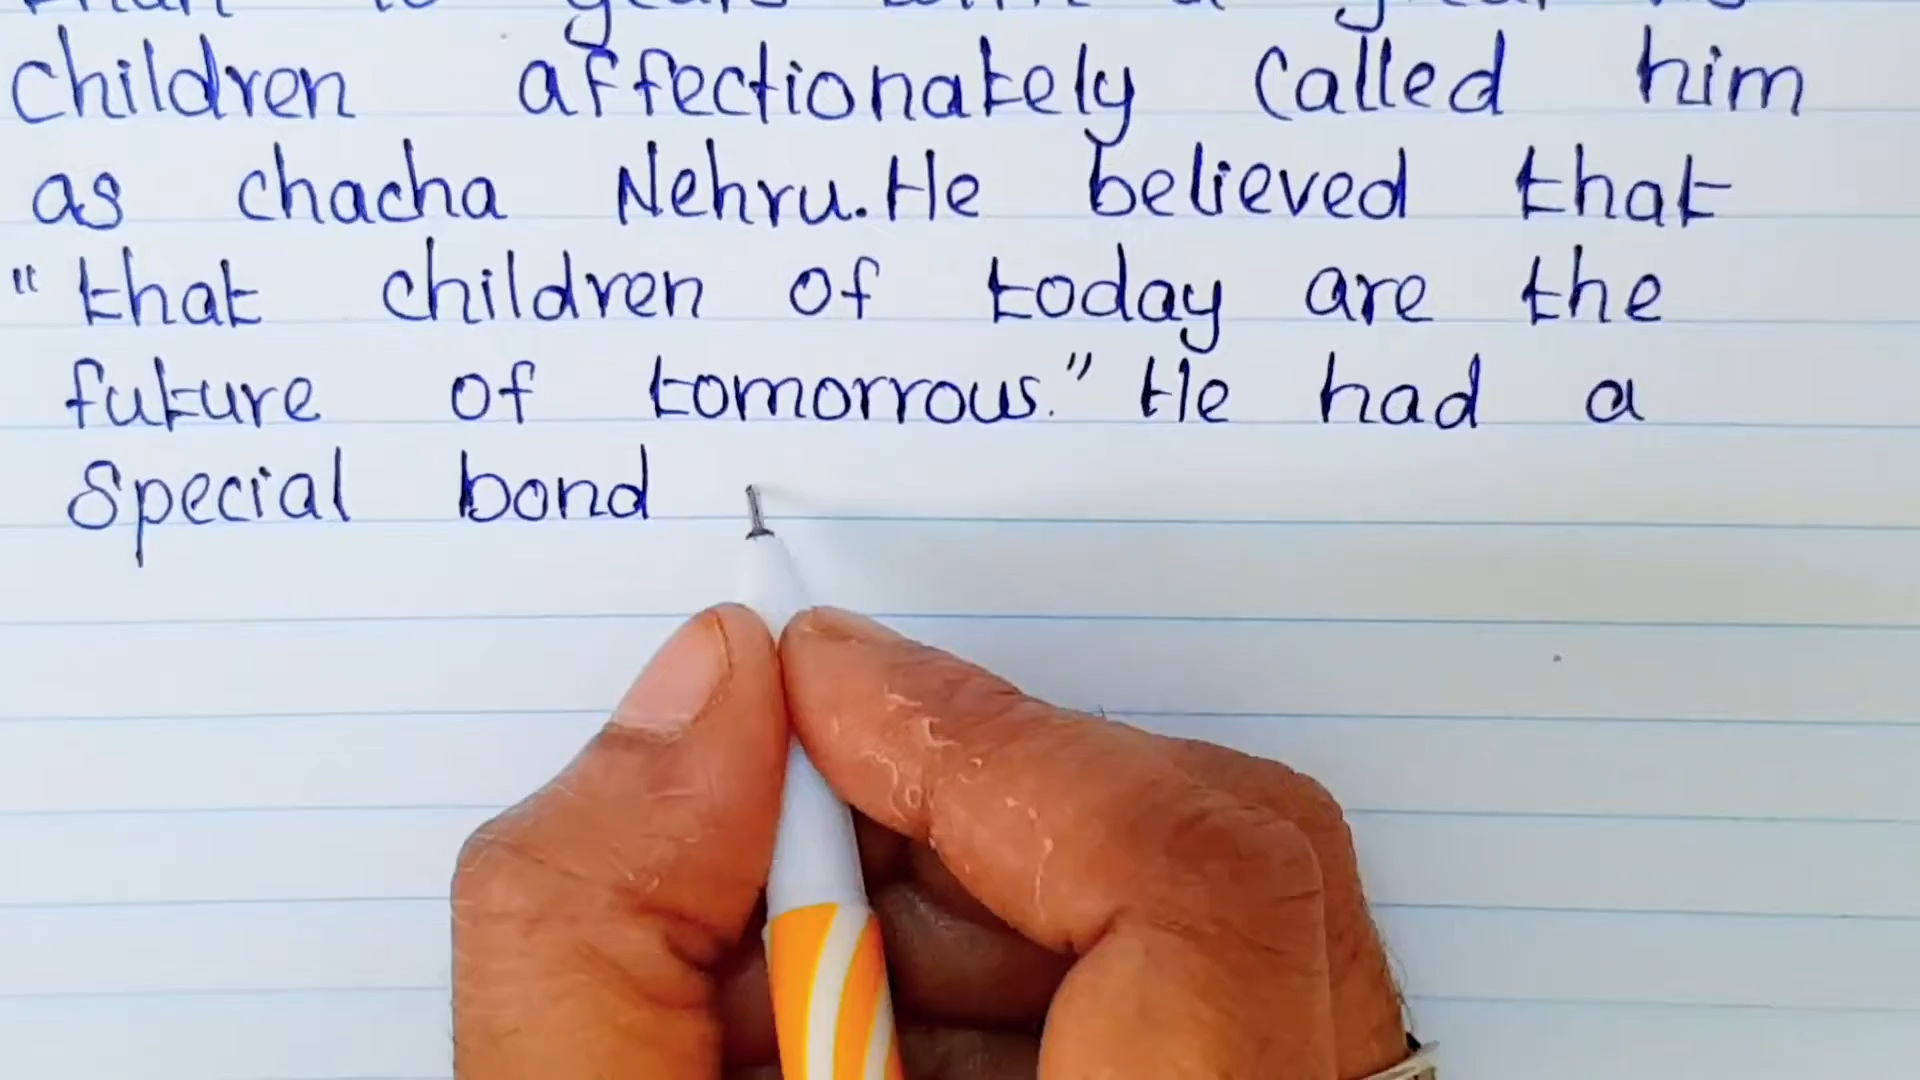 children affectionately called him
as chacha Nehru. He believed that
"that children of today are the
future of tomorrous." He had a
special bond